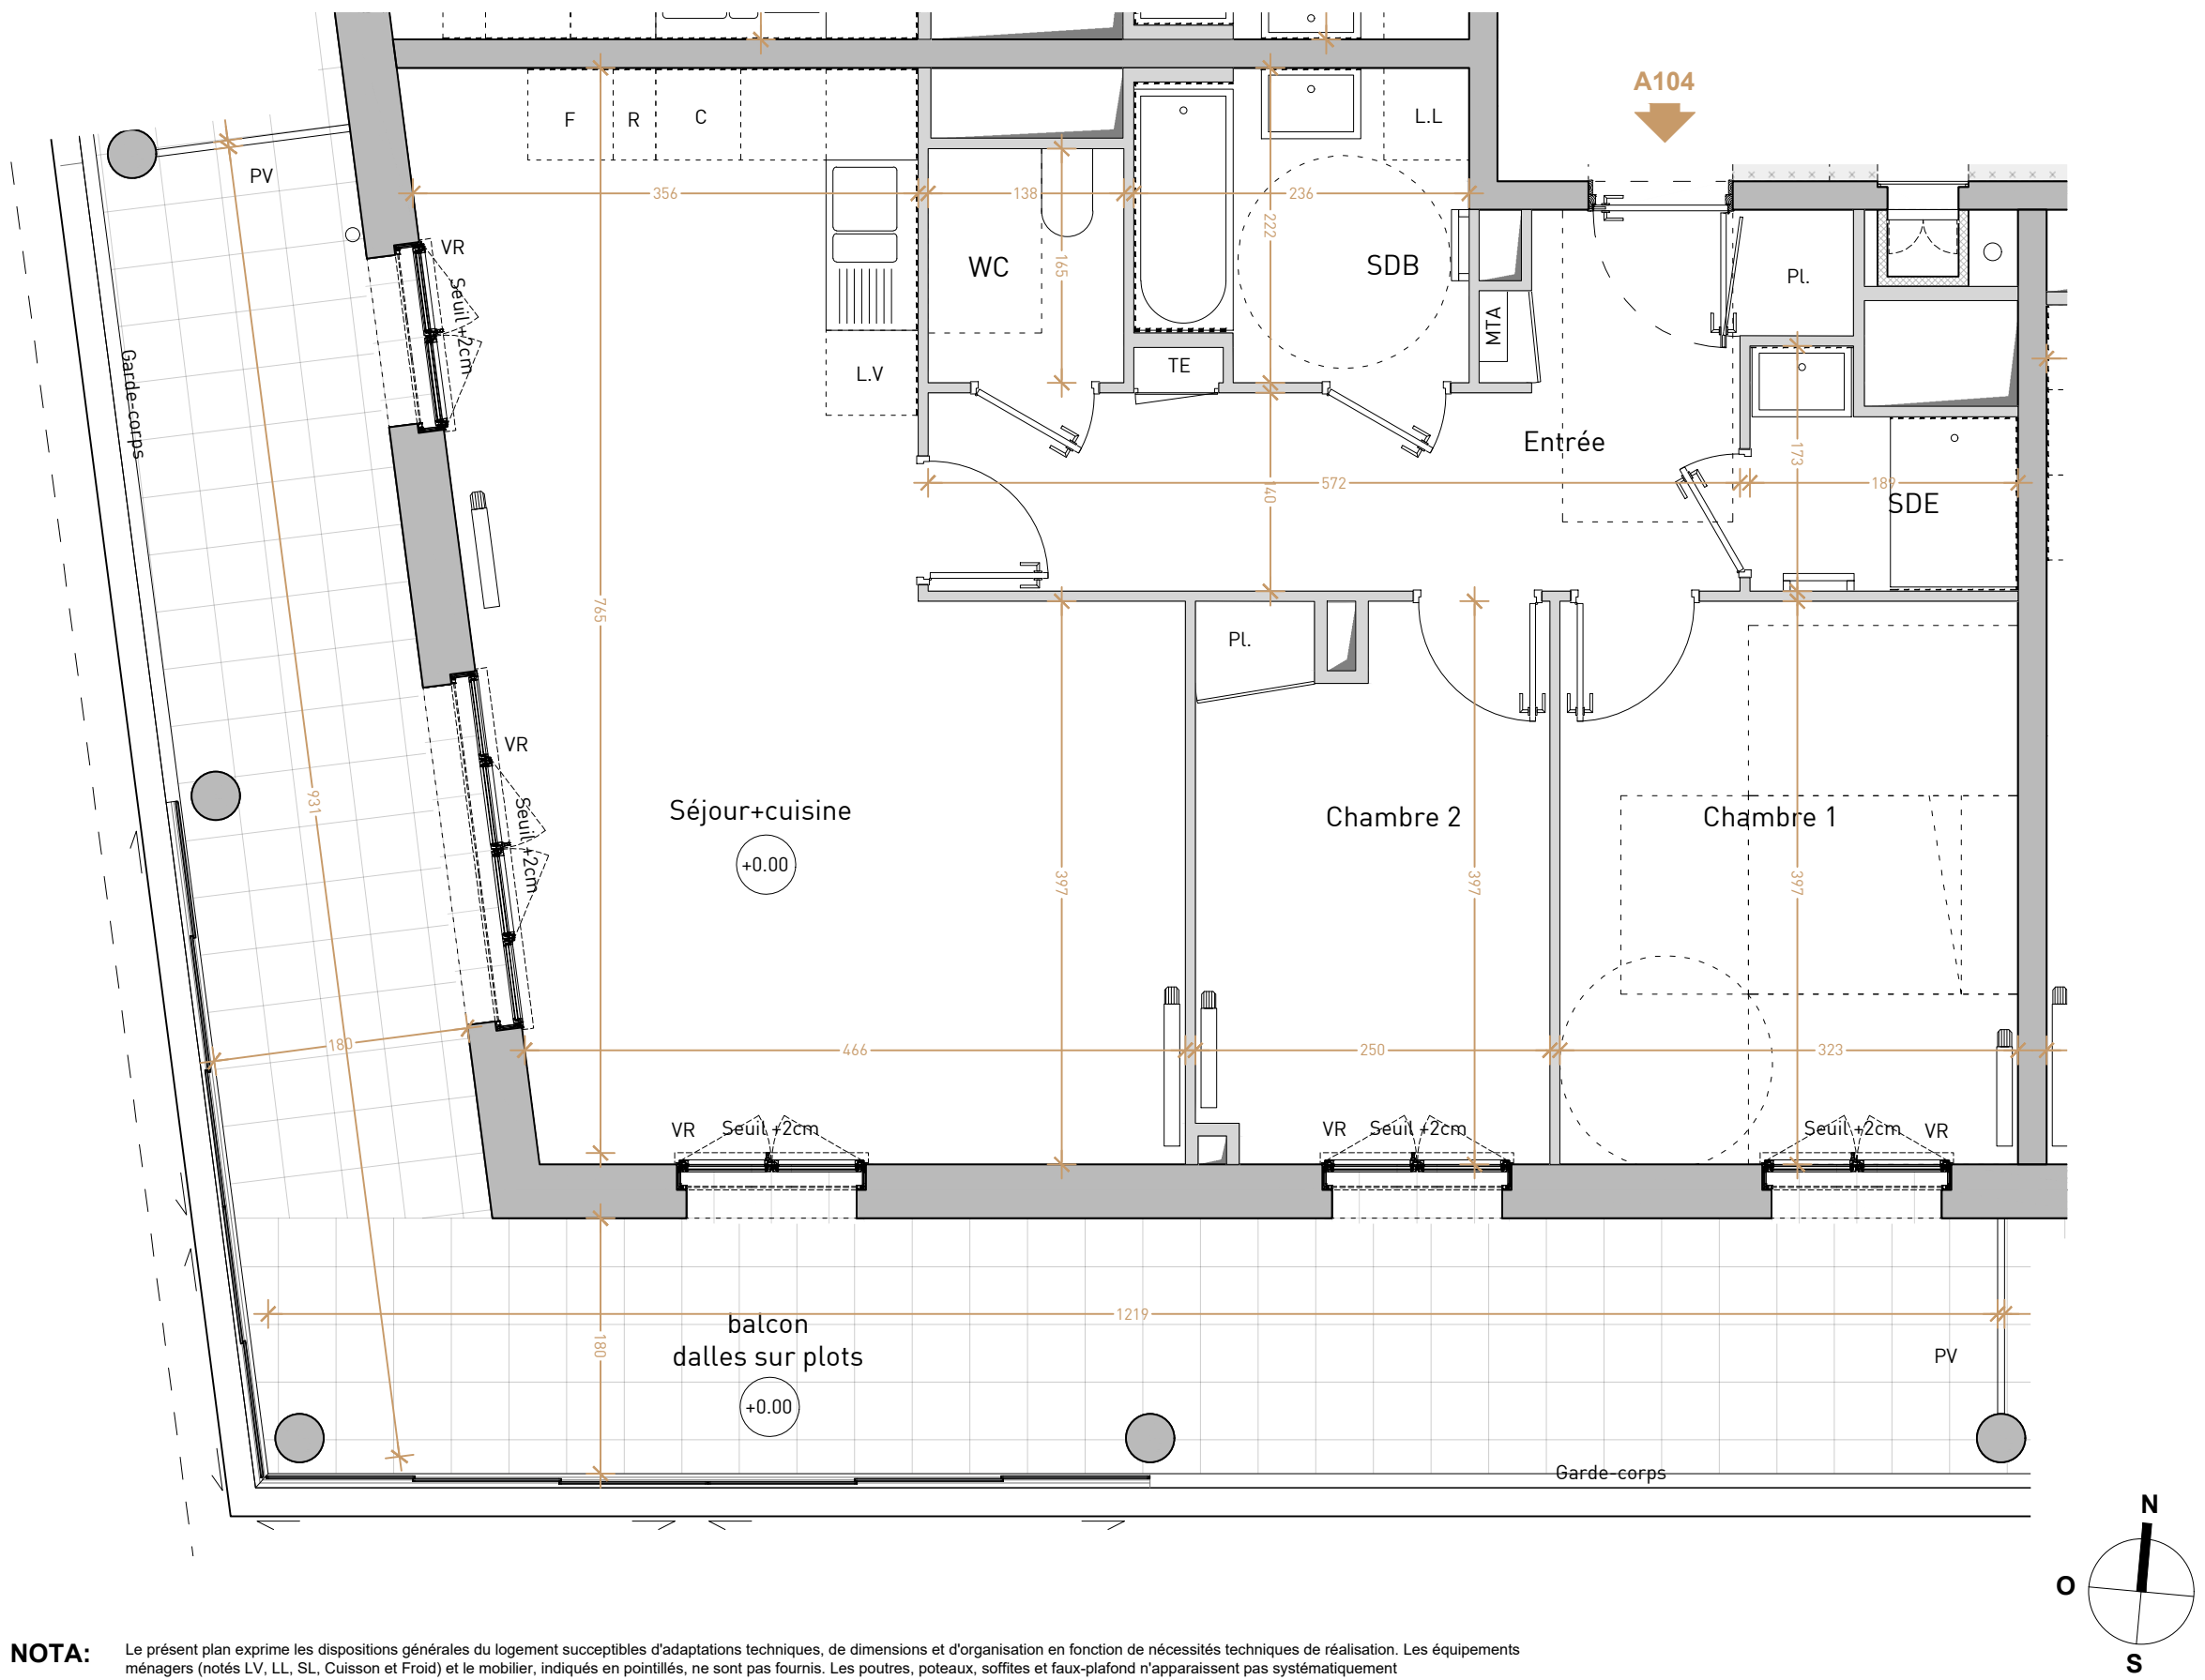 A104
F
R
C
L.L
PV
356
138
236
VR
222
WC
165
SDB
Pl.
Seuil +2cm
MTA
Garde-corps
L.V
TE
Entrée
173
572
140
189
SDE
765
Pl.
VR
931
Séjour+cuisine
Chambre 2
Chambre 1
Seuil +2cm
+0.00
397
397
397
180
466
250
323
VR
Seuil +2cm
VR
Seuil +2cm
Seuil +2cm
VR
1219
balcon
180
dalles sur plots
PV
+0.00
Garde-corps
N
O
S
NOTA:
Le présent plan exprime les dispositions générales du logement succeptibles d'adaptations techniques, de dimensions et d'organisation en fonction de nécessités techniques de réalisation. Les équipements
ménagers (notés LV, LL, SL, Cuisson et Froid) et le mobilier, indiqués en pointillés, ne sont pas fournis. Les poutres, poteaux, soffites et faux-plafond n'apparaissent pas systématiquement